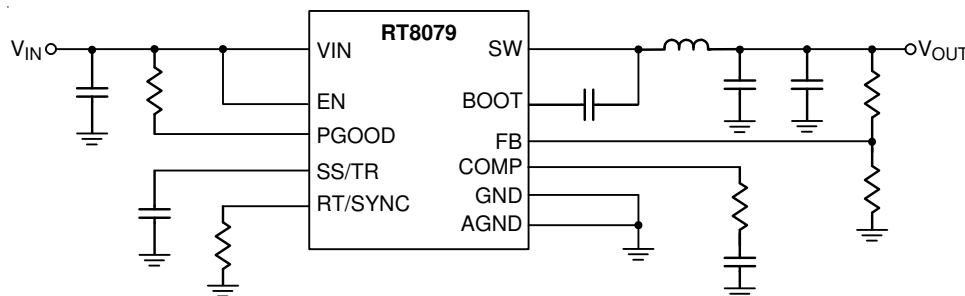 RT8079
VIN
VIN
EN
PGOOD
SS/TR
RT/SYNC
SW
BOOT
FB
COMP
GND
AGND
VOUT